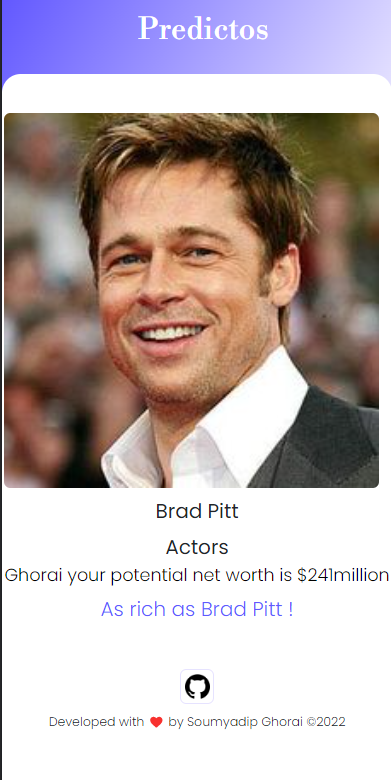 Predictos
Brad Pitt
Actors
Ghorai your potential net worth is $241million
As rich as Brad Pitt !
Developed with ❤ by Soumyadip Ghorai ©2022